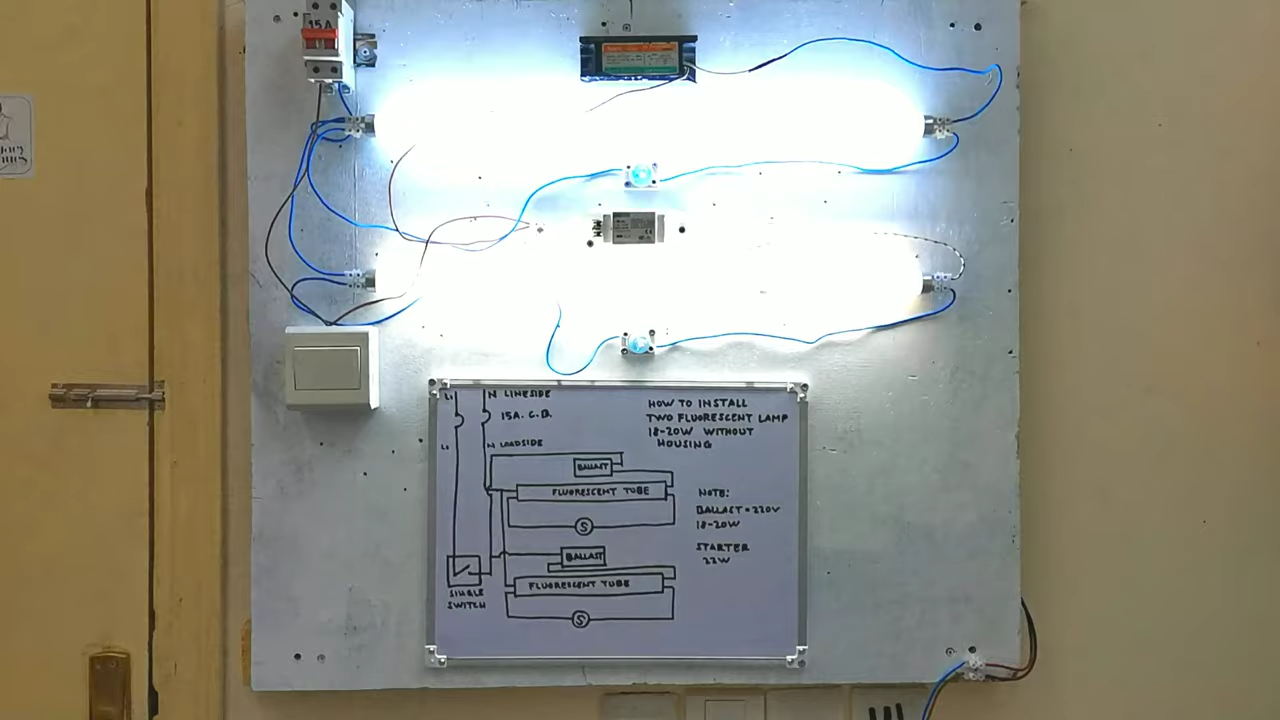 15A
L1
N LINESIDE
15A. C.B.
L1
N LOADSIDE
BALLAST
FLUORESCENT TUBE
S
BALLAST
FLUORESCENT TUBE
S
SINGLE
SWITCH
HOW TO INSTALL
TWO FLUORESCENT LAMP
18-20W WITHOUT
HOUSING
NOTE:
BALLAST = 220V
18-20W
STARTER
22W